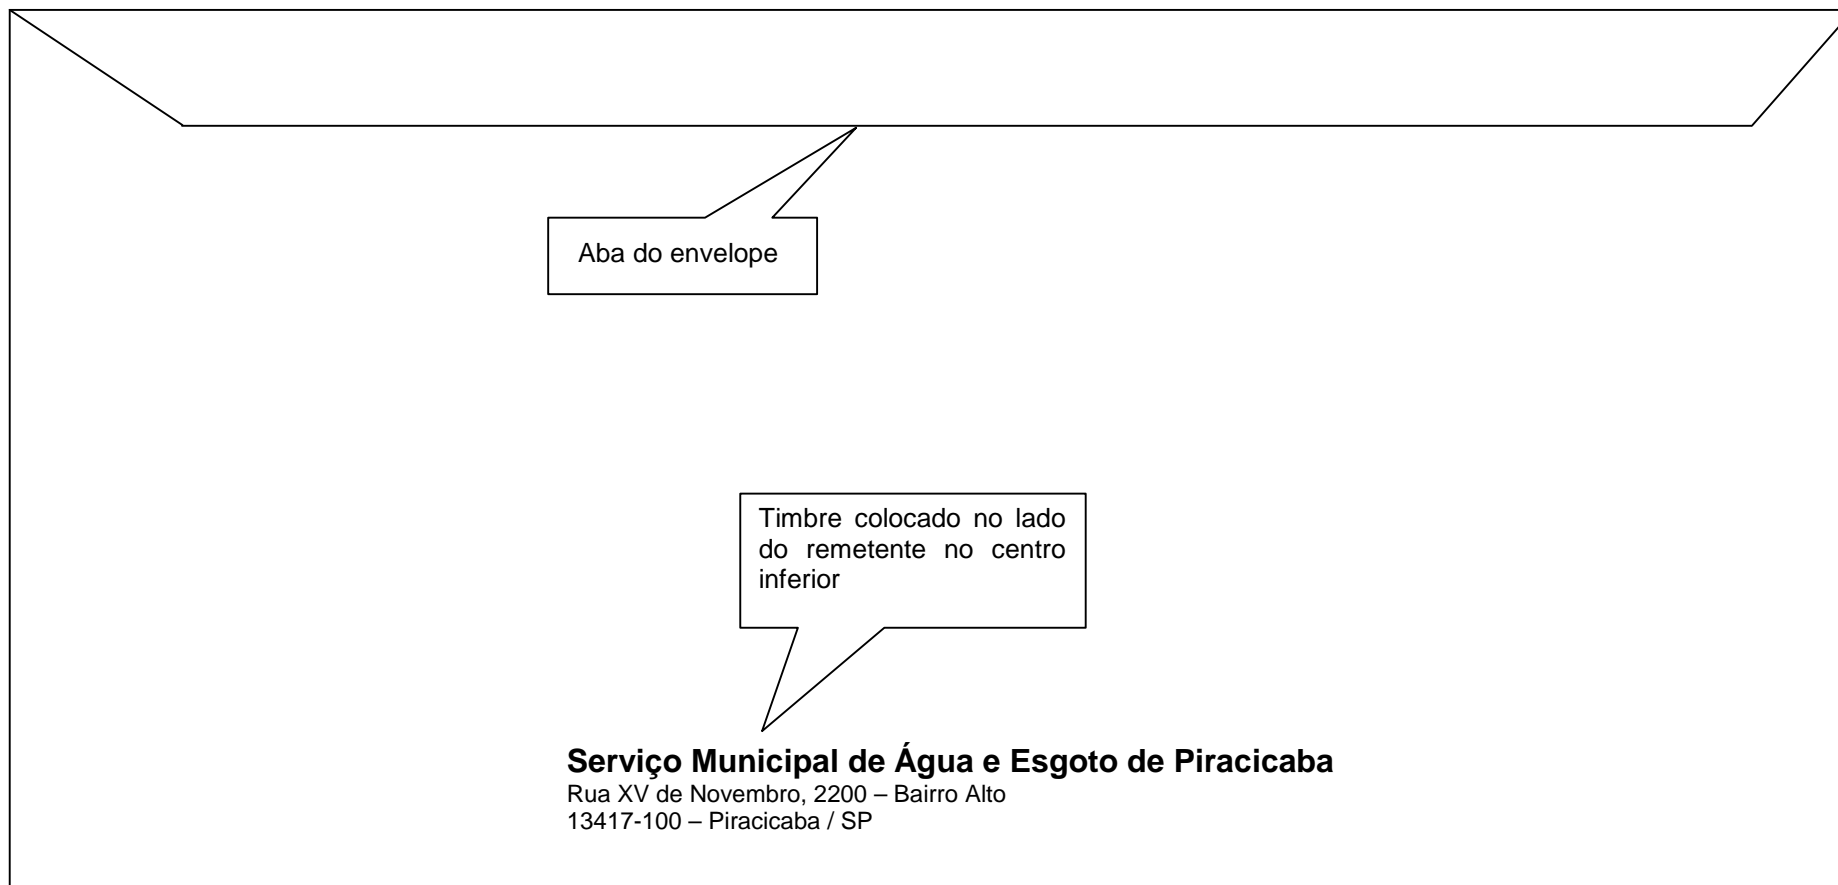 Aba do envelope
Timbre colocado no lado
do remetente no centro
inferior
Serviço Municipal de Água e Esgoto de Piracicaba
Rua XV de Novembro, 2200 – Bairro Alto
13417-100 – Piracicaba / SP